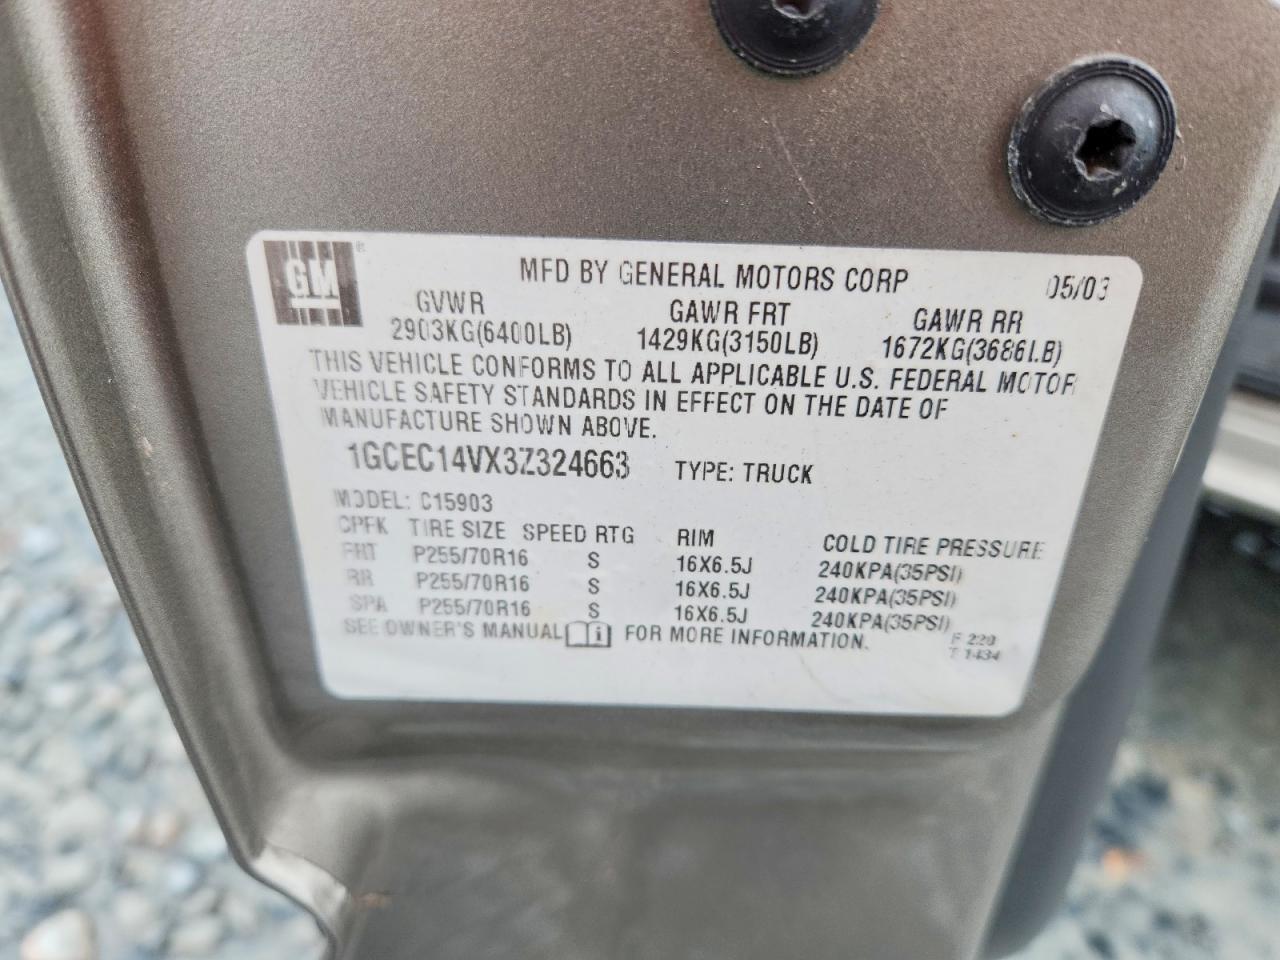 GM ®
MFD BY GENERAL MOTORS CORP 05/03
GVWR GAWR FRT GAWR RR
2903KG(6400LB) 1429KG(3150LB) 1672KG(3686LB)
THIS VEHICLE CONFORMS TO ALL APPLICABLE U.S. FEDERAL MOTOR
VEHICLE SAFETY STANDARDS IN EFFECT ON THE DATE OF
MANUFACTURE SHOWN ABOVE.
1GCEC14VX3Z324663 TYPE: TRUCK
MODEL: C15903
TIRE SIZE SPEED RTG RIM COLD TIRE PRESSURE
FRT P255/70R16 S 16X6.5J 240KPA(35PSI)
RR P255/70R16 S 16X6.5J 240KPA(35PSI)
SPA P255/70R16 S 16X6.5J 240KPA(35PSI)
SEE OWNER'S MANUAL i FOR MORE INFORMATION.
F 220
T 1434